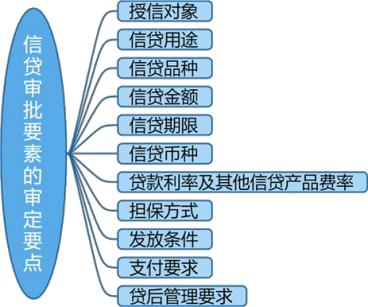 信贷审批要素的审定要点
授信对象
信贷用途
信贷品种
信贷金额
信贷期限
信贷币种
贷款利率及其他信贷产品费率
担保方式
发放条件
支付要求
贷后管理要求